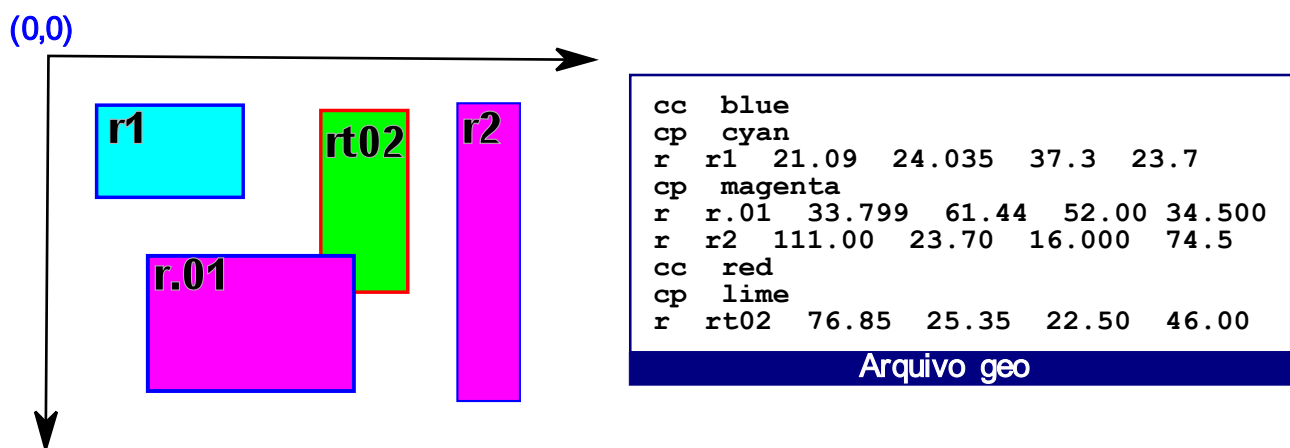 (0,0)
r1
rt02
r2
r.01
cc blue
cp cyan
r r1 21.09 24.035 37.3 23.7
cp magenta
r r.01 33.799 61.44 52.00 34.500
r r2 111.00 23.70 16.000 74.5
cc red
cp lime
r rt02 76.85 25.35 22.50 46.00
Arquivo geo